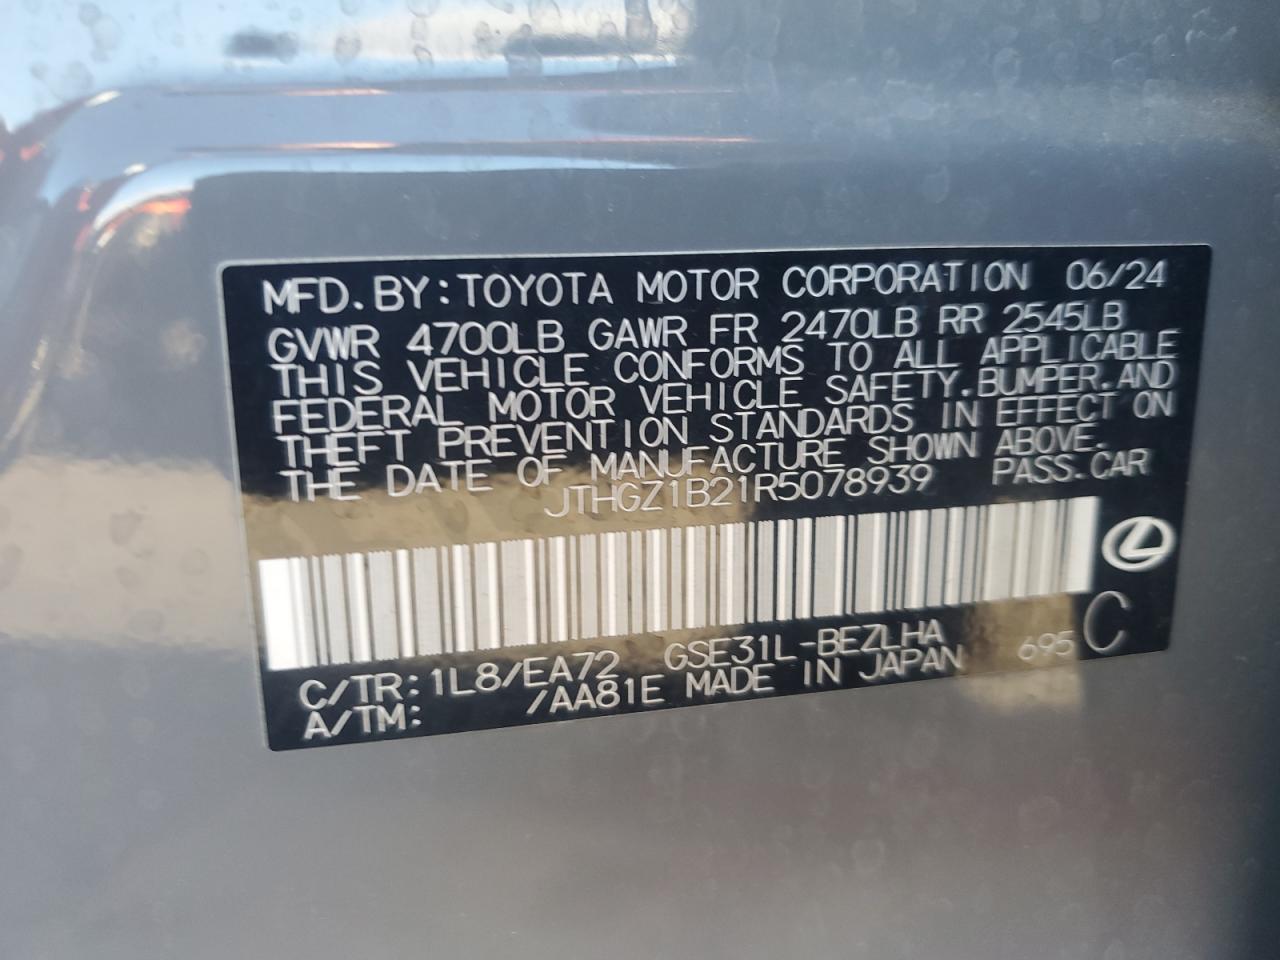 MFD. BY: TOYOTA MOTOR CORPORATION 06/24
GVWR 4700LB GAWR FR 2470LB RR 2545LB
THIS VEHICLE CONFORMS TO ALL APPLICABLE
FEDERAL MOTOR VEHICLE SAFETY, BUMPER, AND
THEFT PREVENTION STANDARDS IN EFFECT ON
THE DATE OF MANUFACTURE SHOWN ABOVE.
JTHGZ1B21R5078939 PASS. CAR
C/TR: 1L8/EA72 GSE31L-BEZLHA 695 C
A/TM: /AA81E MADE IN JAPAN